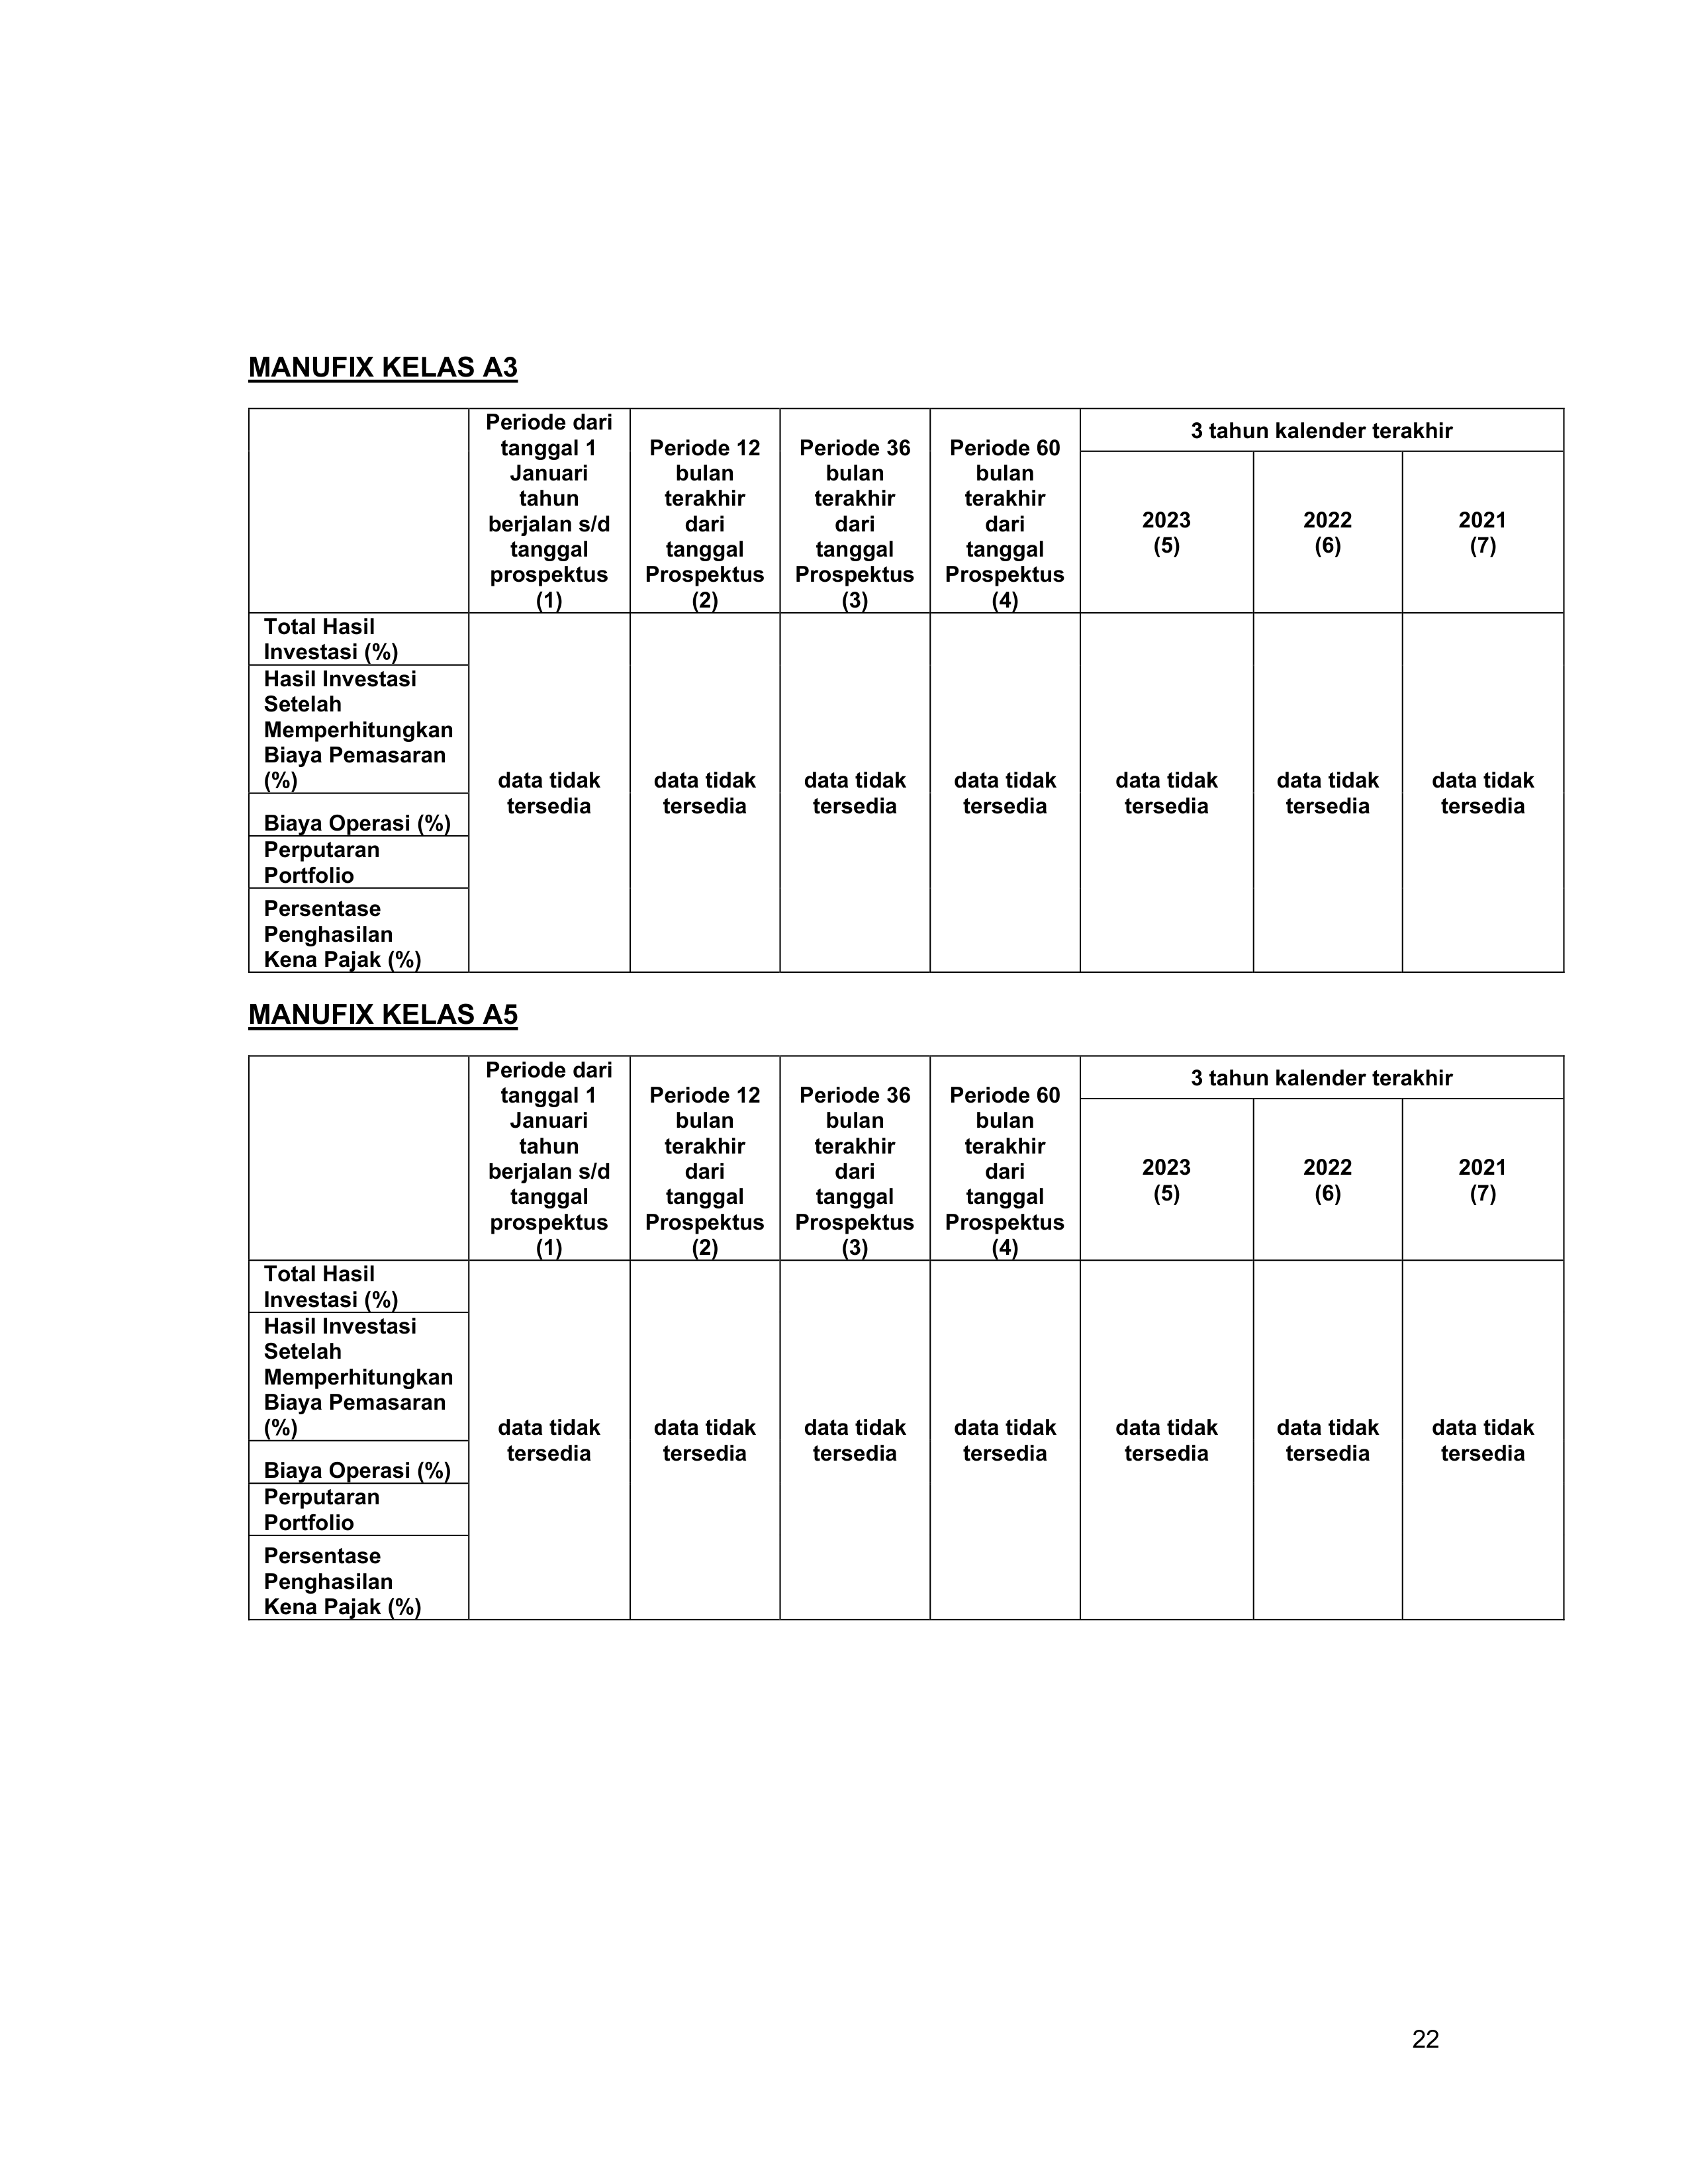 MANUFIX KELAS A3
Periode dari
tanggal 1
Januari
tahun
berjalan s/d
tanggal
prospektus
(1)
Periode 12
bulan
terakhir
dari
tanggal
Prospektus
(2)
Periode 36
bulan
terakhir
dari
tanggal
Prospektus
(3)
Periode 60
bulan
terakhir
dari
tanggal
Prospektus
(4)
3 tahun kalender terakhir
2023
(5)
2022
(6)
2021
(7)
Total Hasil
Investasi (%)
Hasil Investasi
Setelah
Memperhitungkan
Biaya Pemasaran
(%)
Biaya Operasi (%)
Perputaran
Portfolio
Persentase
Penghasilan
Kena Pajak (%)
data tidak
tersedia
data tidak
tersedia
data tidak
tersedia
data tidak
tersedia
data tidak
tersedia
data tidak
tersedia
data tidak
tersedia
MANUFIX KELAS A5
Periode dari
tanggal 1
Januari
tahun
berjalan s/d
tanggal
prospektus
(1)
Periode 12
bulan
terakhir
dari
tanggal
Prospektus
(2)
Periode 36
bulan
terakhir
dari
tanggal
Prospektus
(3)
Periode 60
bulan
terakhir
dari
tanggal
Prospektus
(4)
3 tahun kalender terakhir
2023
(5)
2022
(6)
2021
(7)
Total Hasil
Investasi (%)
Hasil Investasi
Setelah
Memperhitungkan
Biaya Pemasaran
(%)
Biaya Operasi (%)
Perputaran
Portfolio
Persentase
Penghasilan
Kena Pajak (%)
data tidak
tersedia
data tidak
tersedia
data tidak
tersedia
data tidak
tersedia
data tidak
tersedia
data tidak
tersedia
data tidak
tersedia
22